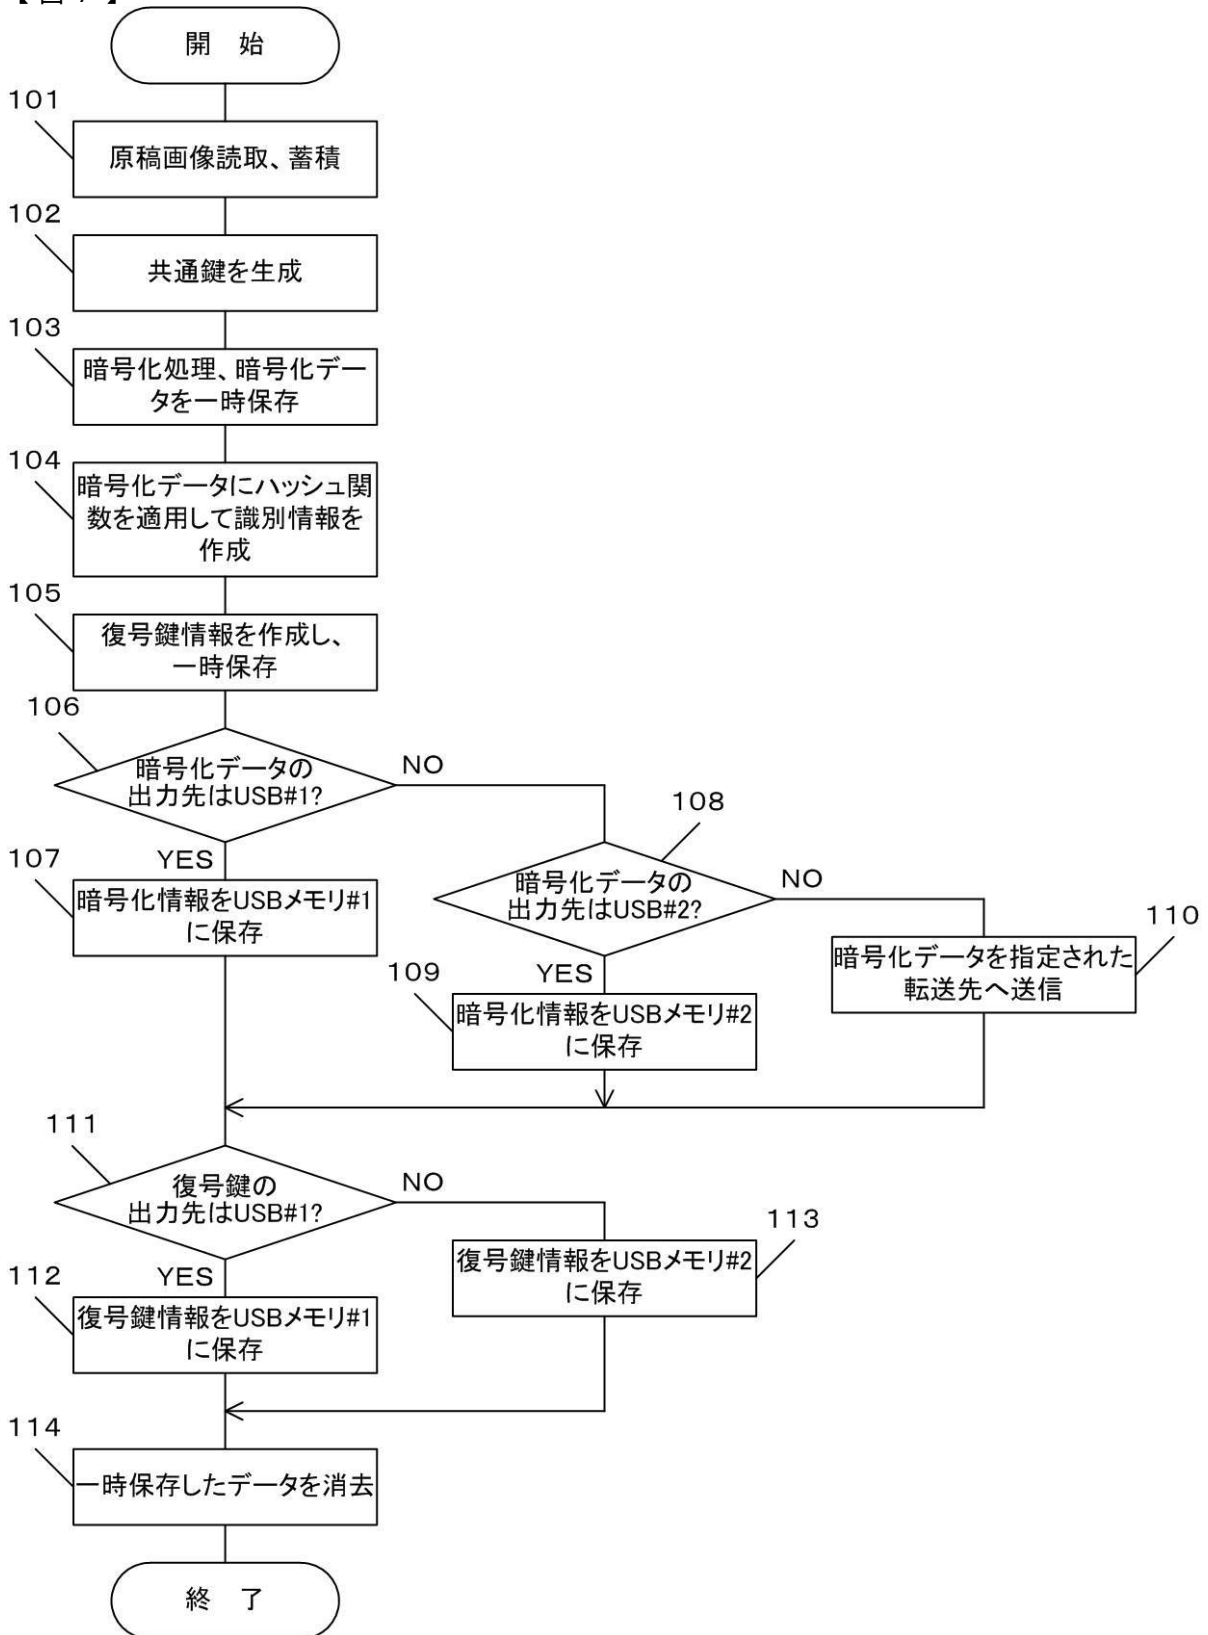 開　始
101
原稿画像読取、蓄積
102
共通鍵を生成
103
暗号化処理、暗号化デー
タを一時保存
104
暗号化データにハッシュ関
数を適用して識別情報を
作成
105
復号鍵情報を作成し、
一時保存
106
暗号化データの
出力先はUSB#1?
NO
YES
107
暗号化情報をUSBメモリ#1
に保存
108
暗号化データの
出力先はUSB#2?
NO
YES
109
暗号化情報をUSBメモリ#2
に保存
110
暗号化データを指定された
転送先へ送信
111
復号鍵の
出力先はUSB#1?
NO
YES
112
復号鍵情報をUSBメモリ#1
に保存
113
復号鍵情報をUSBメモリ#2
に保存
114
一時保存したデータを消去
終　了